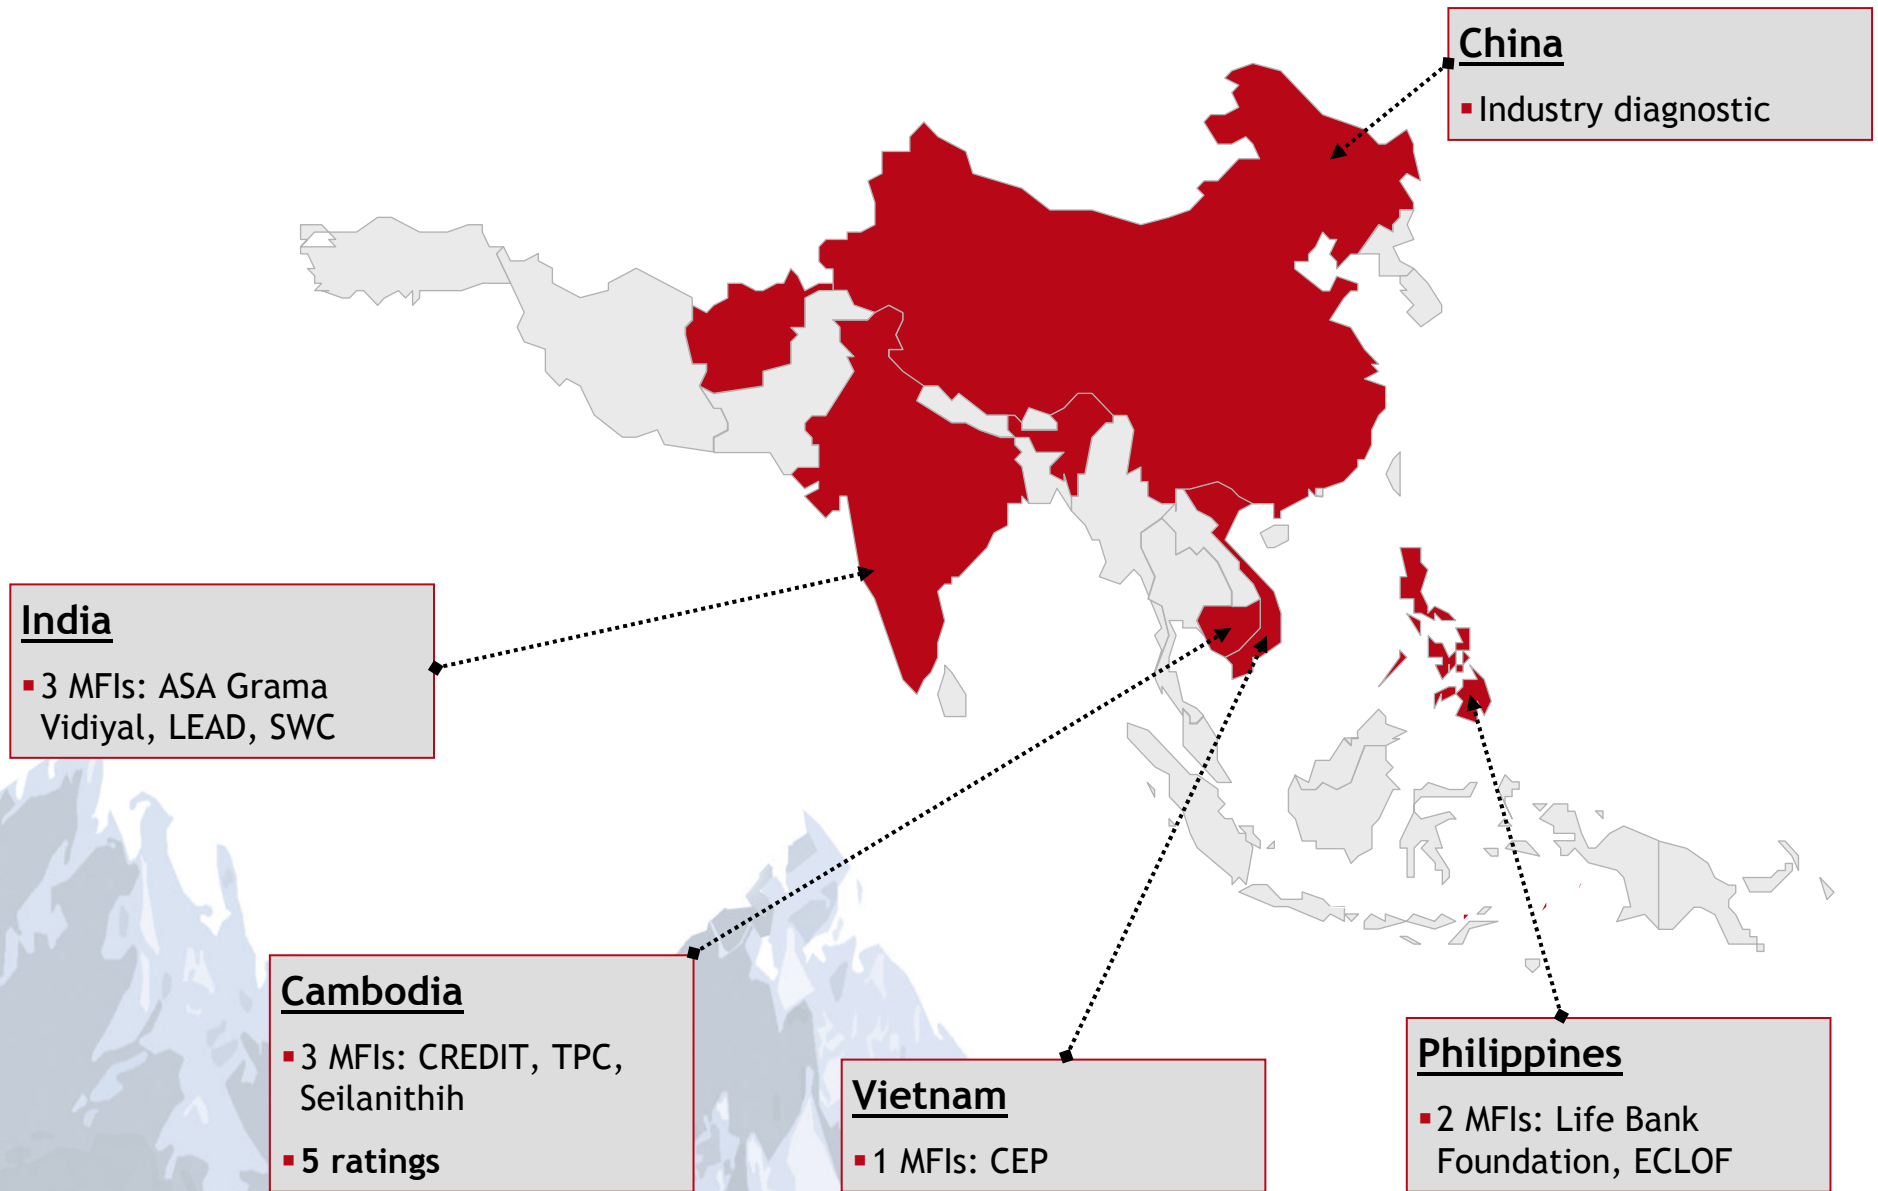 China
▪ Industry diagnostic
India
▪ 3 MFIs: ASA Grama
Vidiyal, LEAD, SWC
Cambodia
▪ 3 MFIs: CREDIT, TPC,
Seilanithih
▪ 5 ratings
Vietnam
▪ 1 MFIs: CEP
Philippines
▪ 2 MFIs: Life Bank
Foundation, ECLOF